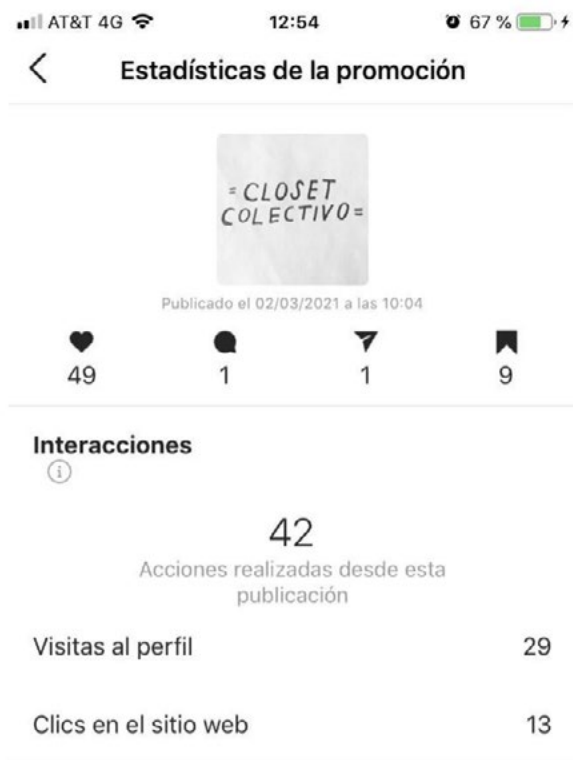 AT&T 4G 12:54 67 %
Estadísticas de la promoción
= CLOSET
COLECTIVO =
Publicado el 02/03/2021 a las 10:04
49 1 1 9
Interacciones
i
42
Acciones realizadas desde esta
publicación
Visitas al perfil 29
Clics en el sitio web 13